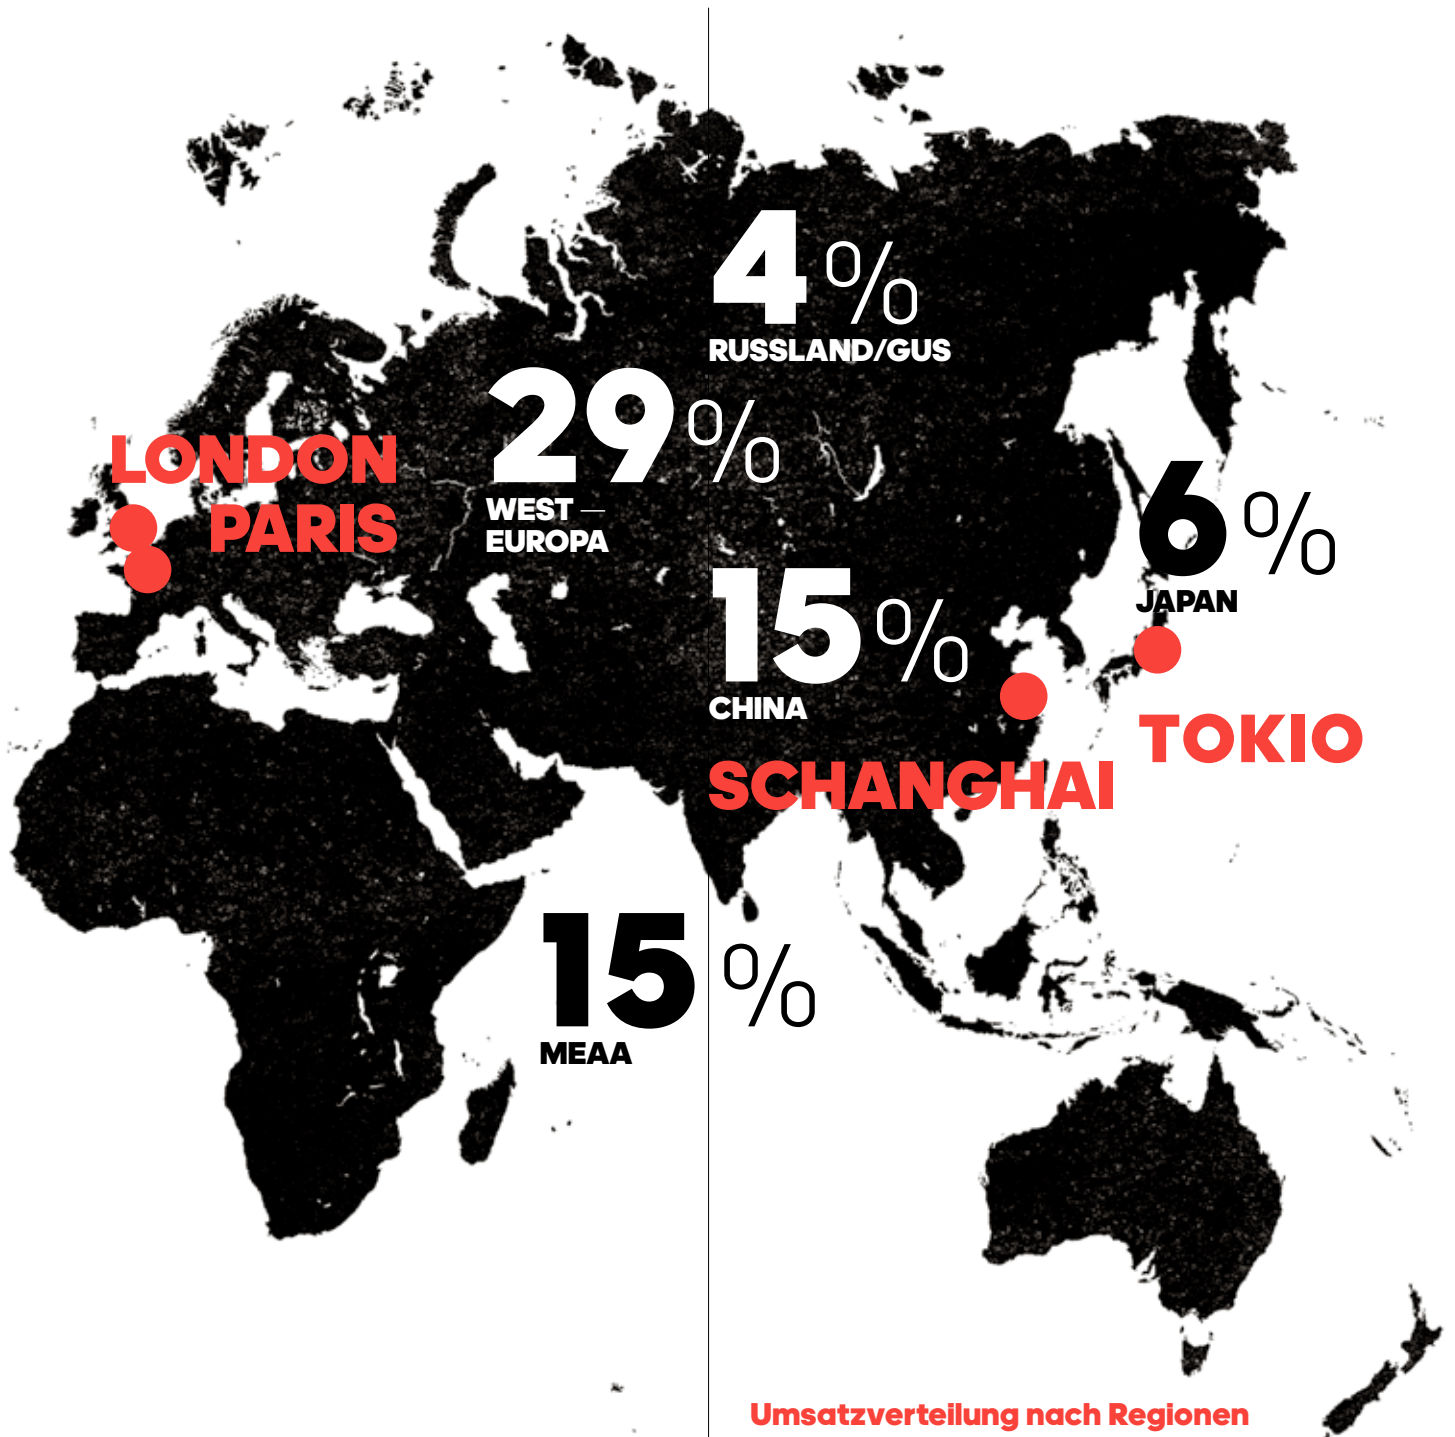 4%
RUSSLAND/GUS
29%
WEST —
EUROPA
LONDON
PARIS
6%
JAPAN
15%
CHINA
TOKIO
SCHANGHAI
15%
MEAA
Umsatzverteilung nach Regionen